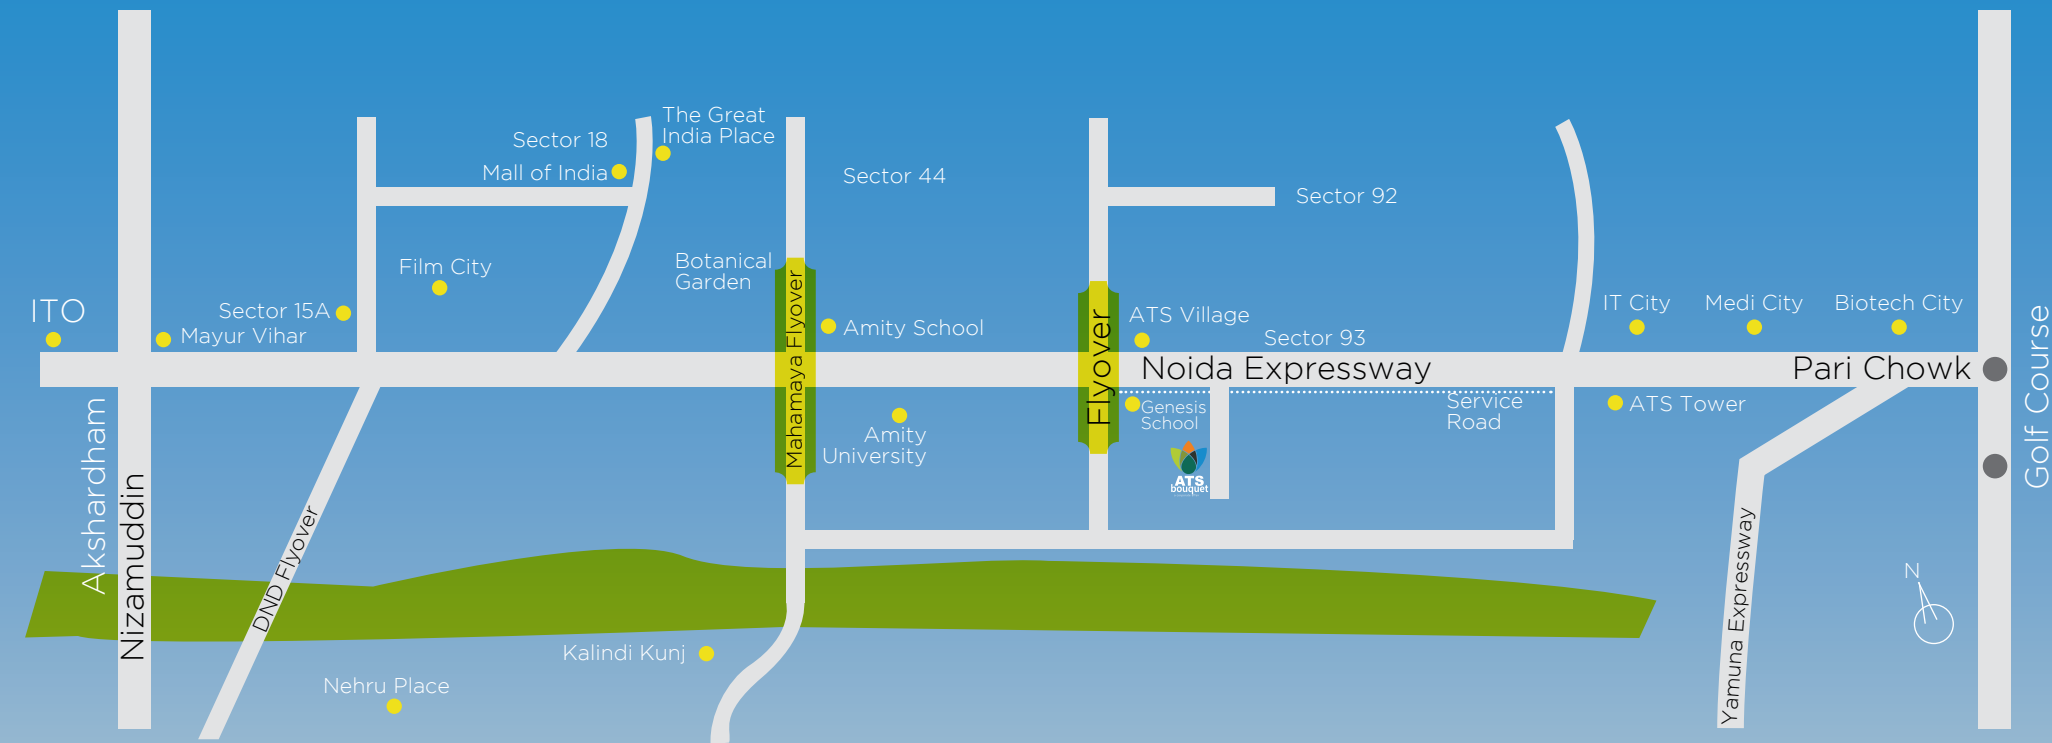 The Great
India Place
Sector 18
Mall of India
Sector 44
Sector 92
Botanical
Garden
Film City
ITO
Sector 15A
Mayur Vihar
Mahamaya Flyover
Amity School
Flyover
ATS Village
Sector 93
IT City
Medi City
Biotech City
Noida Expressway
Pari Chowk
Golf Course
Akshardham
Nizamuddin
Amity
University
Genesis
School
Service
Road
ATS Tower
ATS
bouquet
DND Flyover
Yamuna Expressway
N
Kalindi Kunj
Nehru Place